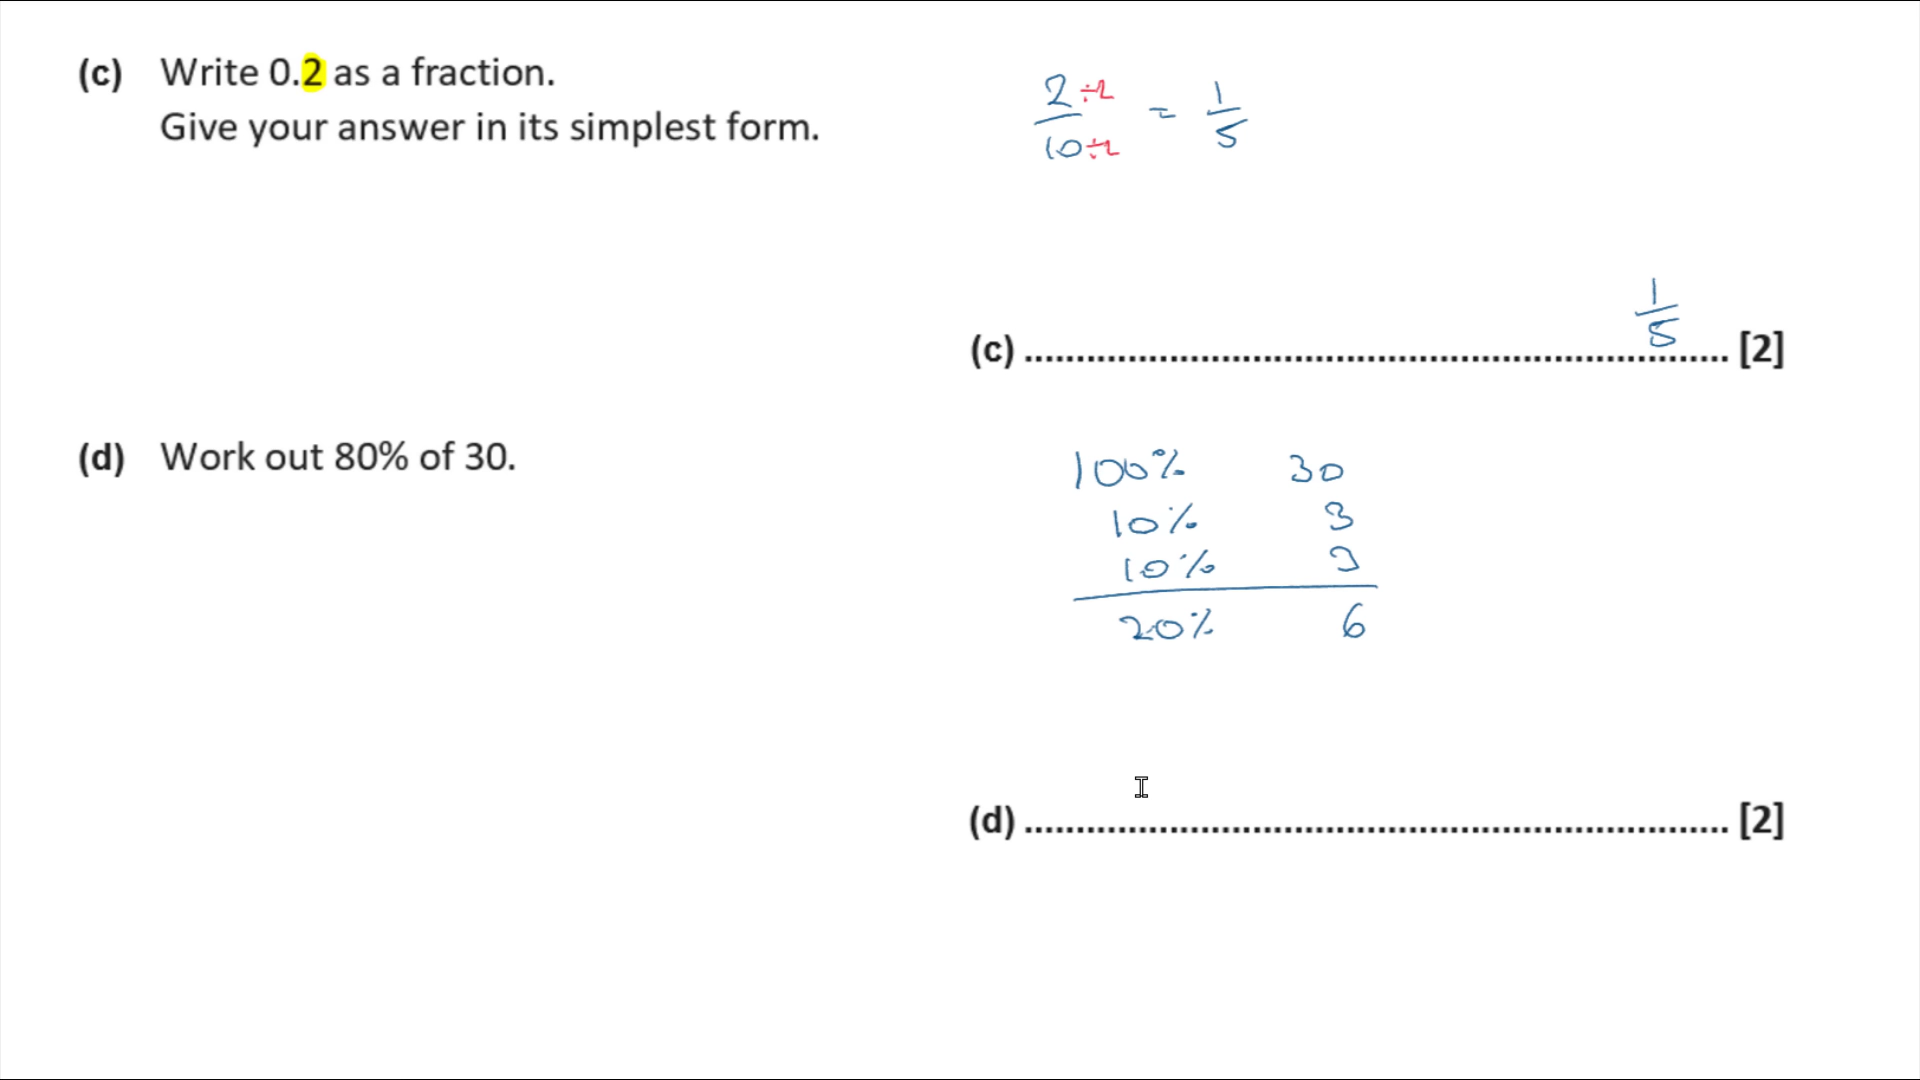 (c) Write 0.2 as a fraction.
Give your answer in its simplest form.
2 ÷2
10 ÷2
=
1
5
1
5
(c) ........................................................................ [2]
(d) Work out 80% of 30.
100% 30
10% 3
10% 3
20% 6
(d) ........................................................................ [2]